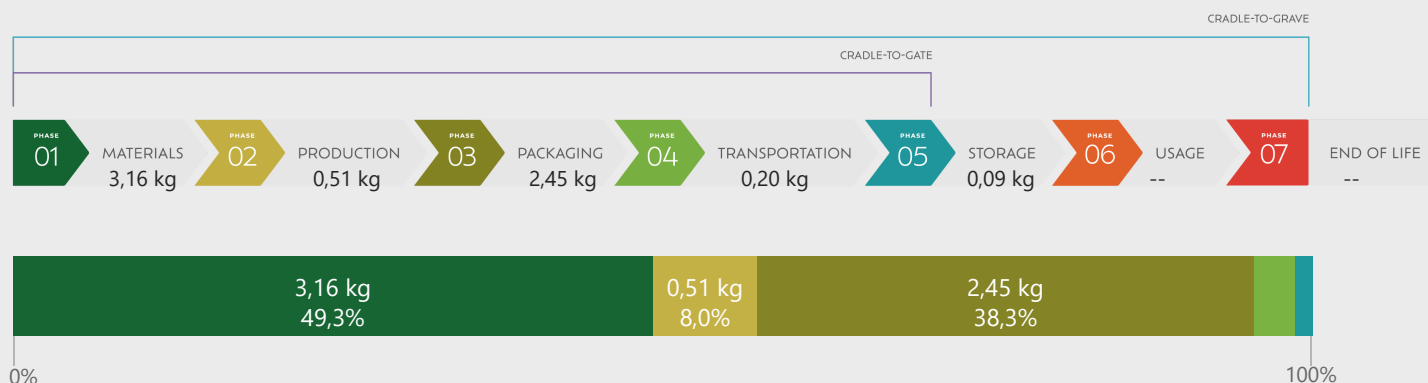 CRADLE-TO-GRAVE
CRADLE-TO-GATE
PHASE
01
MATERIALS
3,16 kg
PHASE
02
PRODUCTION
0,51 kg
PHASE
03
PACKAGING
2,45 kg
PHASE
04
TRANSPORTATION
0,20 kg
PHASE
05
STORAGE
0,09 kg
PHASE
06
USAGE
--
PHASE
07
END OF LIFE
--
3,16 kg
49,3%
0,51 kg
8,0%
2,45 kg
38,3%
0%
100%